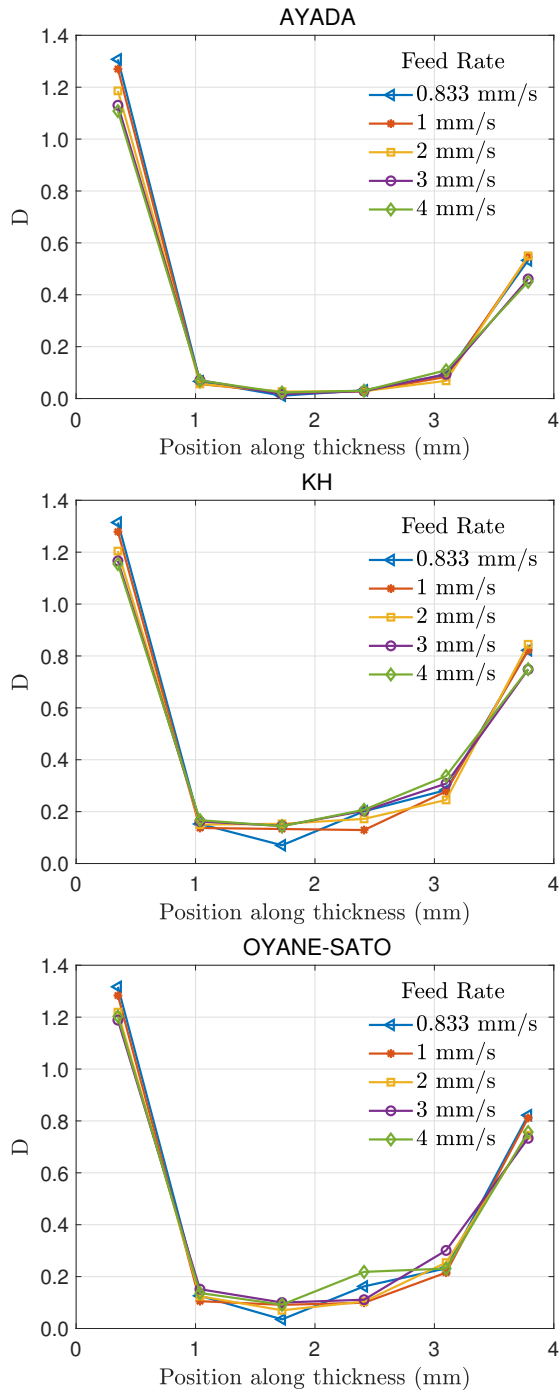 AYADA
1.4
1.2
1.0
0.8
0.6
0.4
0.2
0.0
D
Feed Rate
0.833 mm/s
1 mm/s
2 mm/s
3 mm/s
4 mm/s
0 1 2 3 4
Position along thickness (mm)
KH
1.4
1.2
1.0
0.8
0.6
0.4
0.2
0.0
D
Feed Rate
0.833 mm/s
1 mm/s
2 mm/s
3 mm/s
4 mm/s
0 1 2 3 4
Position along thickness (mm)
OYANE-SATO
1.4
1.2
1.0
0.8
0.6
0.4
0.2
0.0
D
Feed Rate
0.833 mm/s
1 mm/s
2 mm/s
3 mm/s
4 mm/s
0 1 2 3 4
Position along thickness (mm)